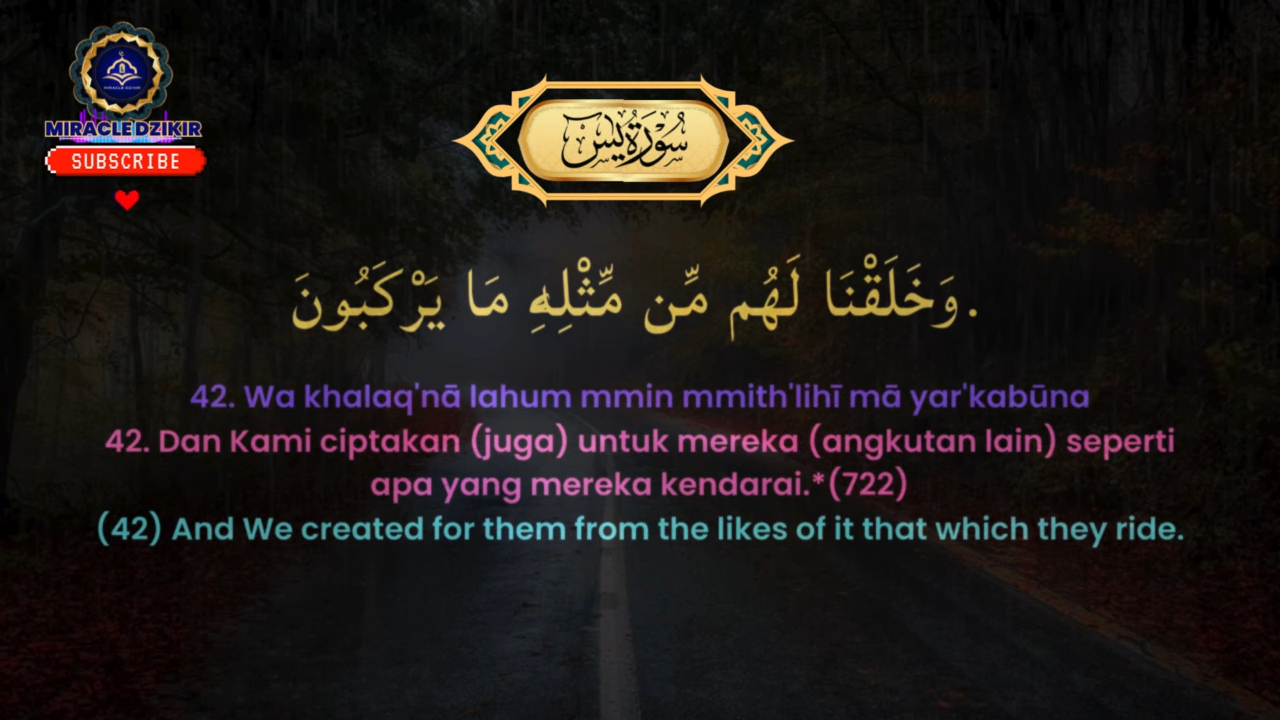 MIRACLE DZIKIR
MIRACLE DZIKIR
SUBSCRIBE
سُورَةُ يس
وَخَلَقْنَا لَهُم مِّن مِّثْلِهِ مَا يَرْكَبُونَ.
42. Wa khalaq'nā lahum mmin mmith'lihī mā yar'kabūna
42. Dan Kami ciptakan (juga) untuk mereka (angkutan lain) seperti
apa yang mereka kendarai.*(722)
(42) And We created for them from the likes of it that which they ride.